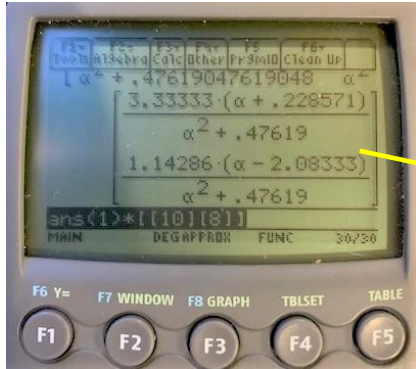 F1▾ F2▾ F3▾ F4▾ F5 F6▾
Tools Algebra Calc Other PrgmIO Clean Up
[ α² + .47619047619048 α²
3.33333·(α + .228571)
α² + .47619
1.14286·(α − 2.08333)
α² + .47619
ans(1)*[[10][8]]
MAIN DEGAPPROX FUNC 30/30
F6 Y= F7 WINDOW F8 GRAPH TBLSET TABLE
F1 F2 F3 F4 F5